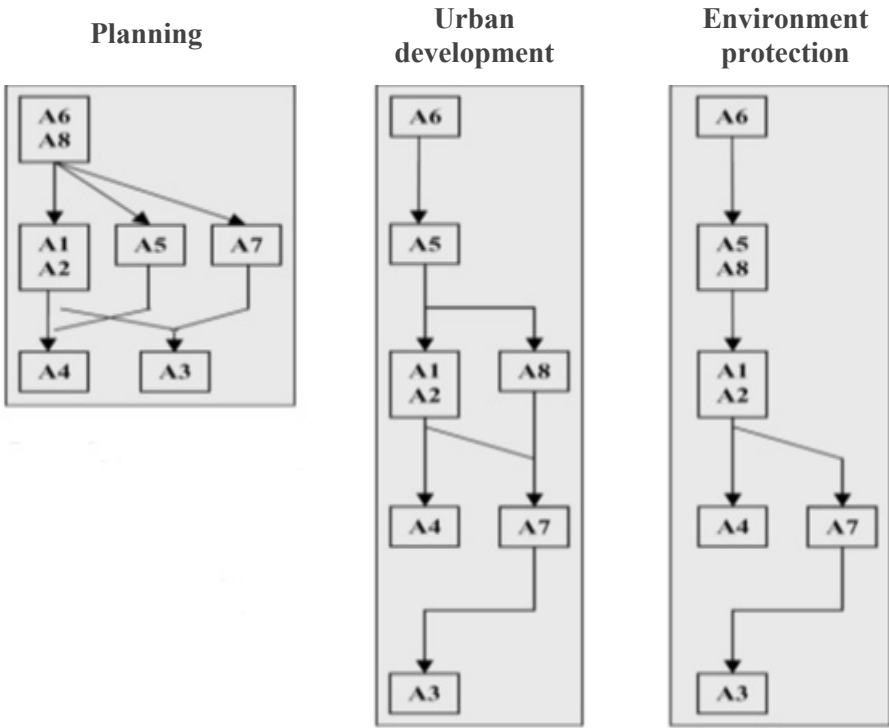 Planning
Urban
development
Environment
protection
A6
A8
A1
A2
A5
A7
A4
A3
A6
A5
A1
A2
A8
A4
A7
A3
A6
A5
A8
A1
A2
A4
A7
A3